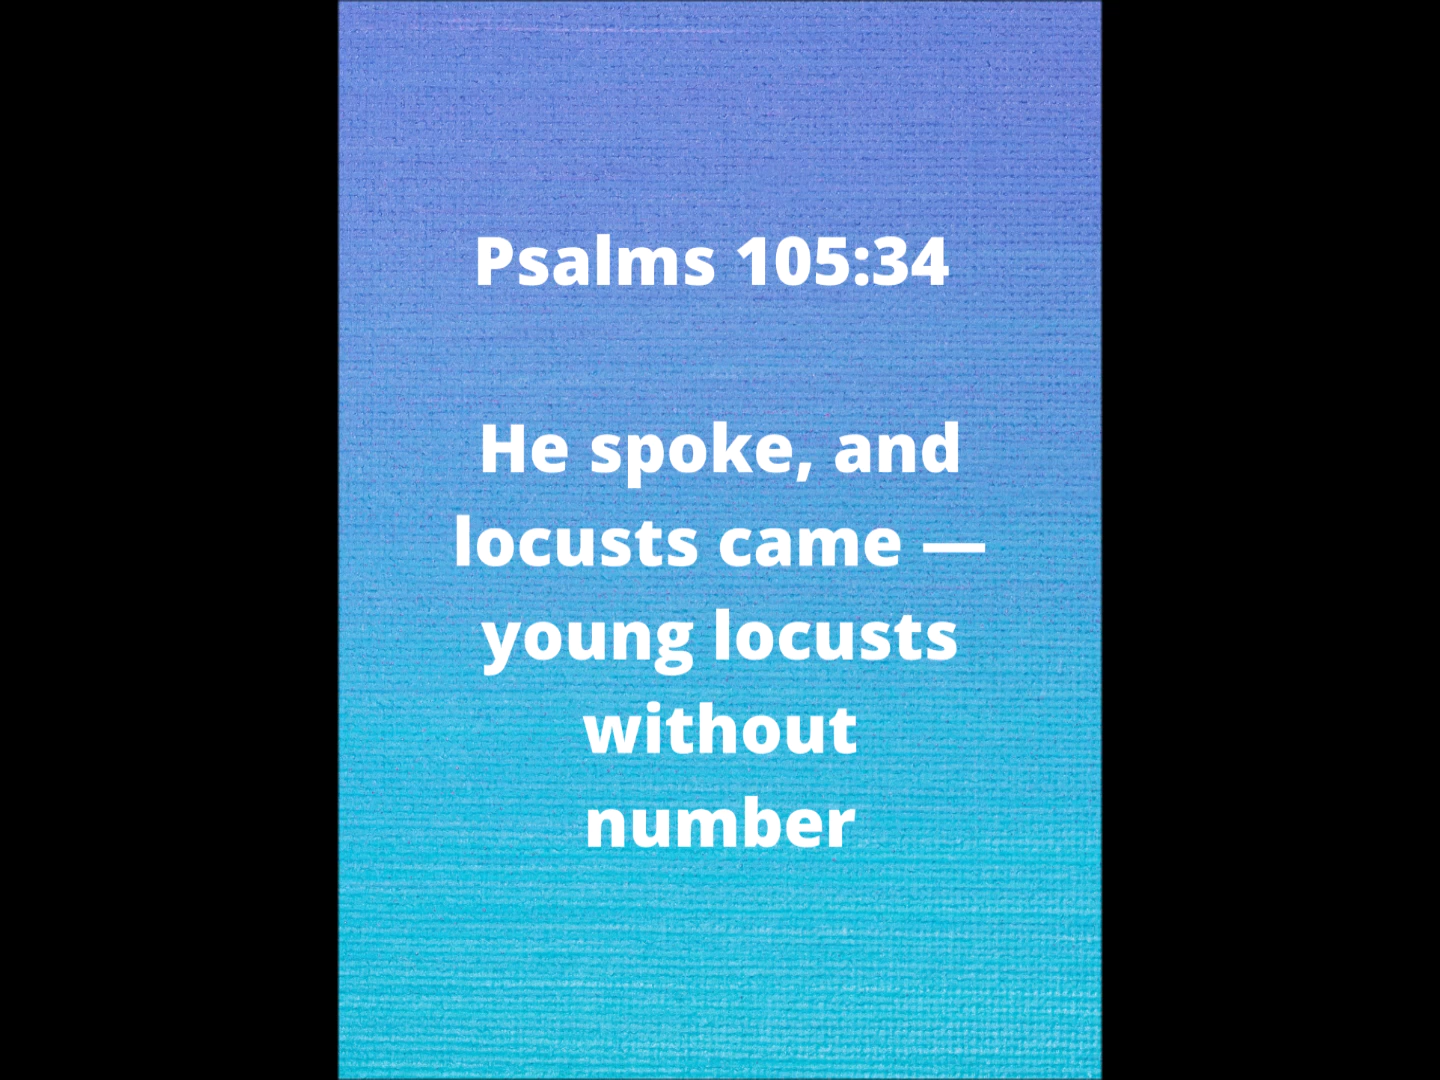 Psalms 105:34
He spoke, and
locusts came —
young locusts
without
number